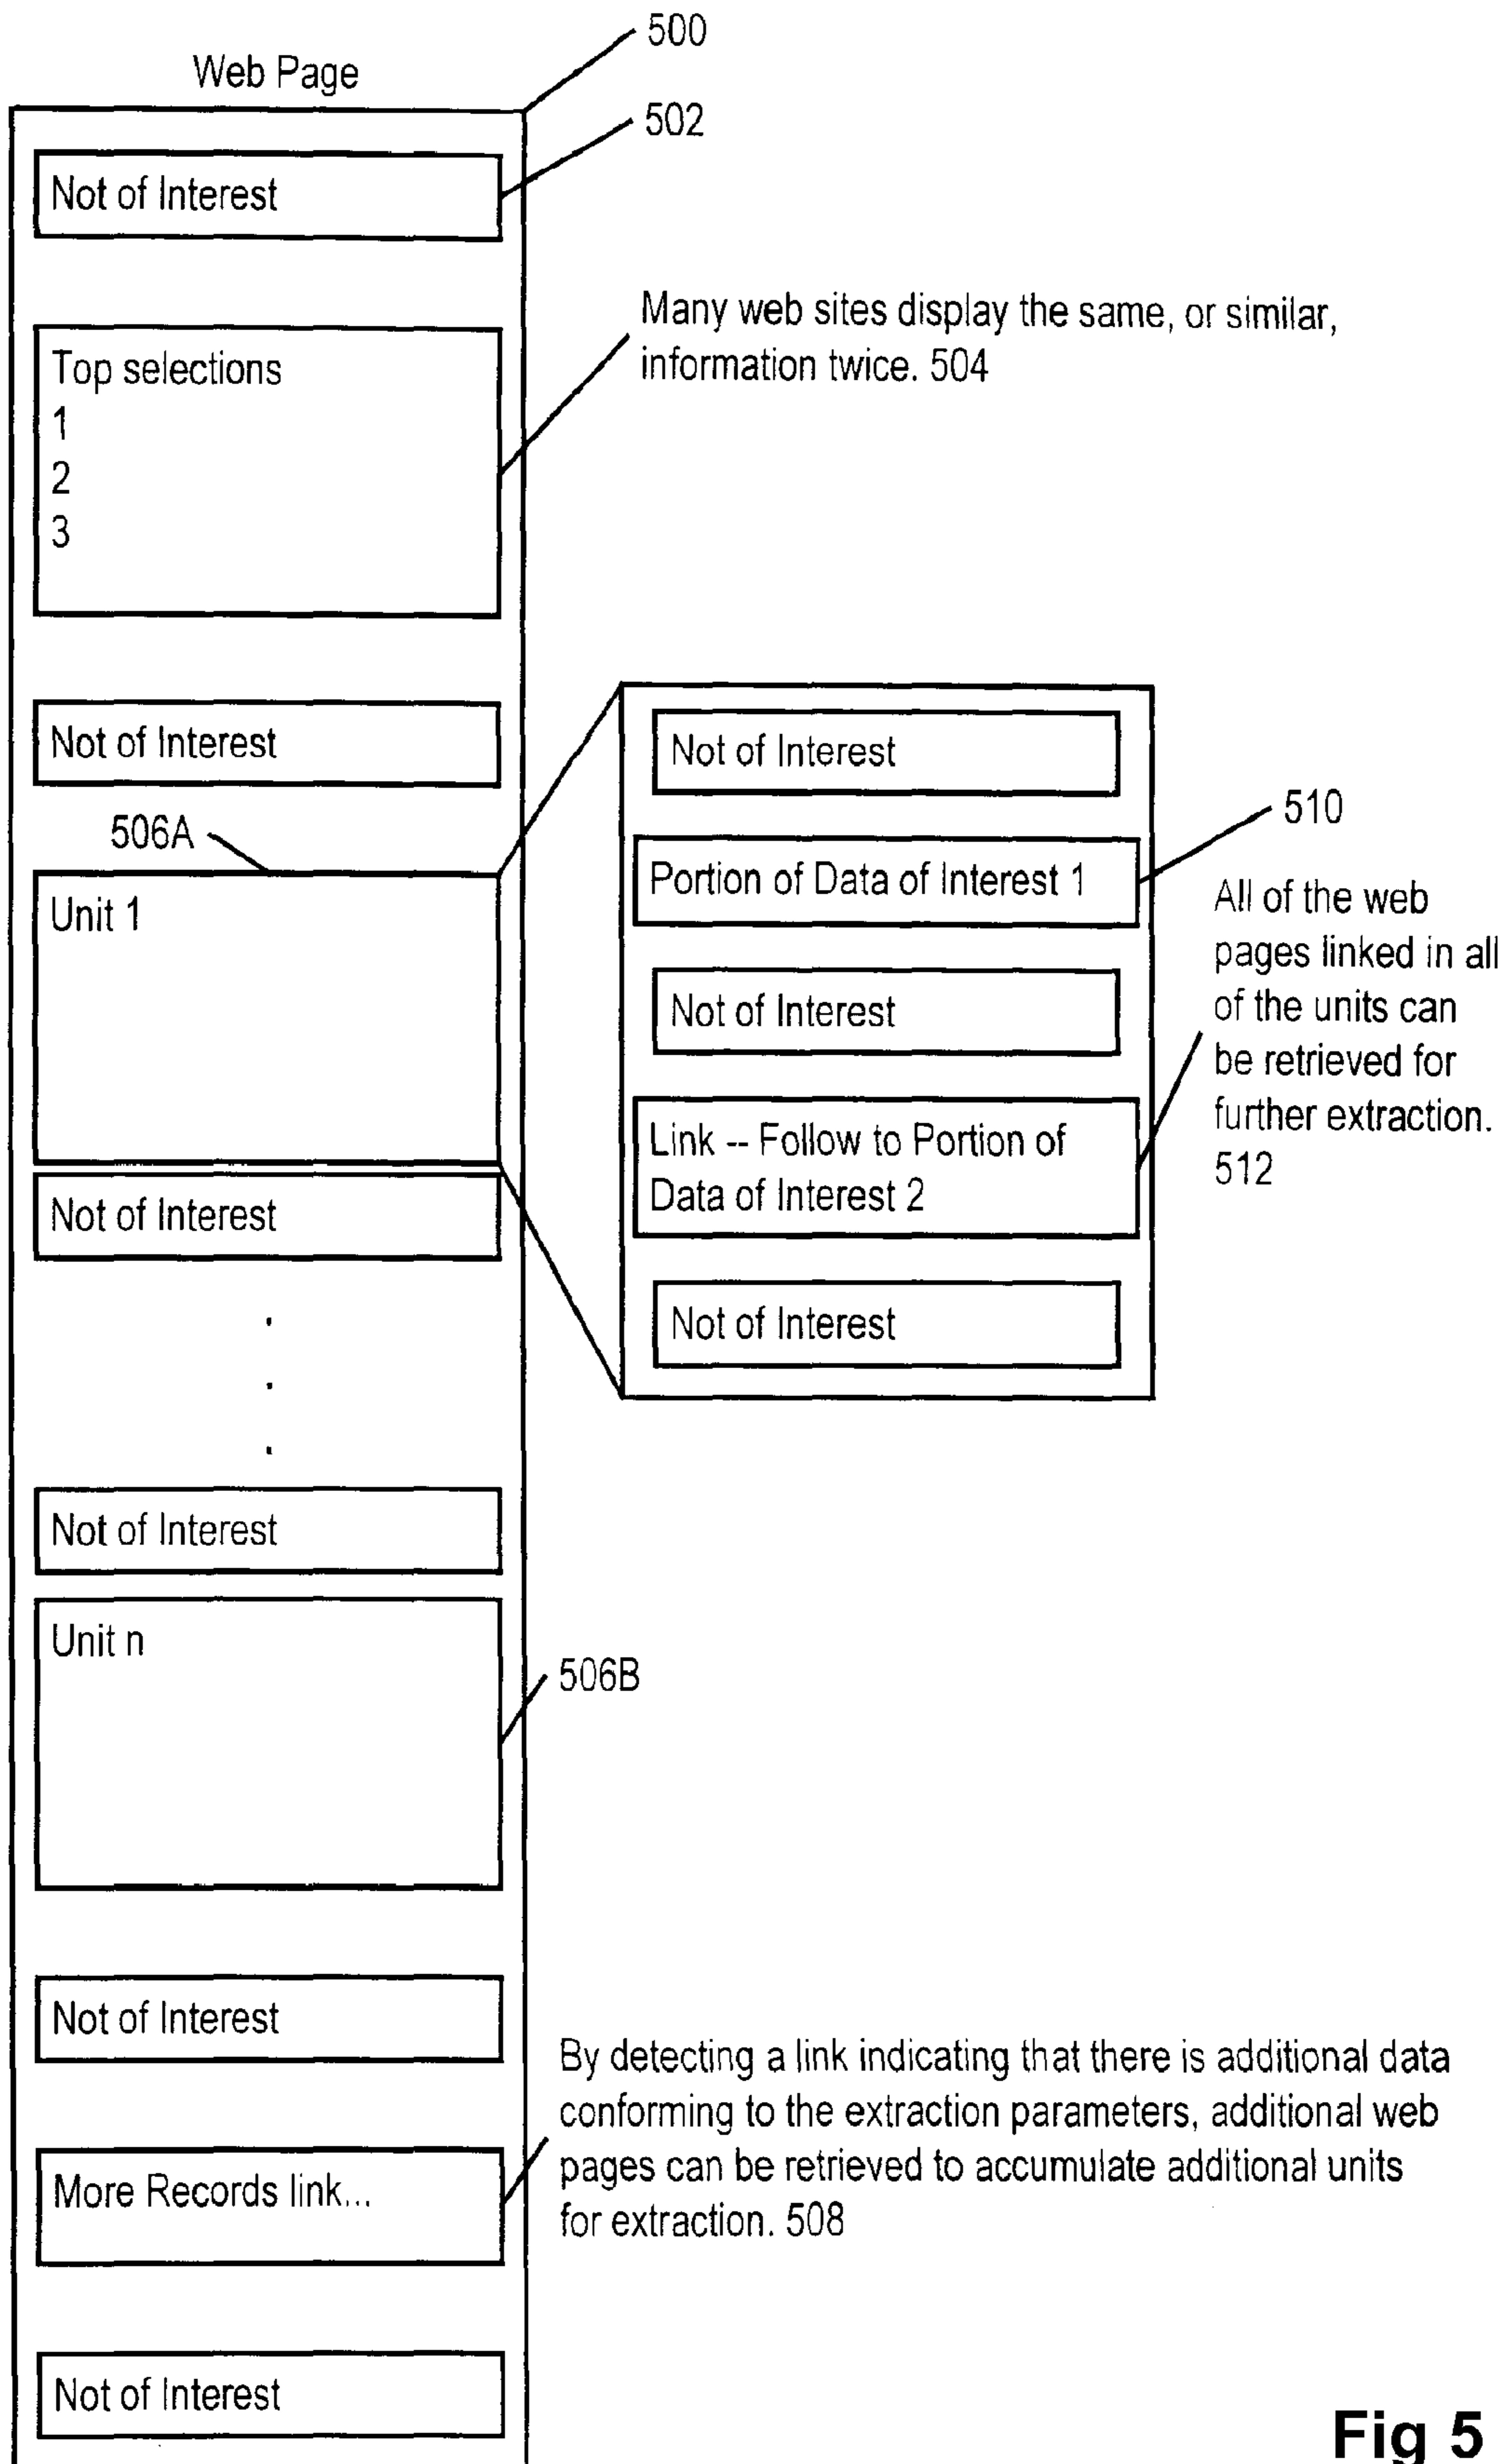 500
Web Page
502
Not of Interest
Many web sites display the same, or similar,
information twice. 504
Top selections
1
2
3
Not of Interest
506A
Unit 1
Not of Interest
510
Portion of Data of Interest 1
Not of Interest
All of the web
pages linked in all
of the units can
be retrieved for
further extraction.
512
Link -- Follow to Portion of
Data of Interest 2
Not of Interest
Not of Interest
.
.
.
Not of Interest
Unit n
506B
Not of Interest
By detecting a link indicating that there is additional data
conforming to the extraction parameters, additional web
pages can be retrieved to accumulate additional units
for extraction. 508
More Records link...
Not of Interest
Fig 5